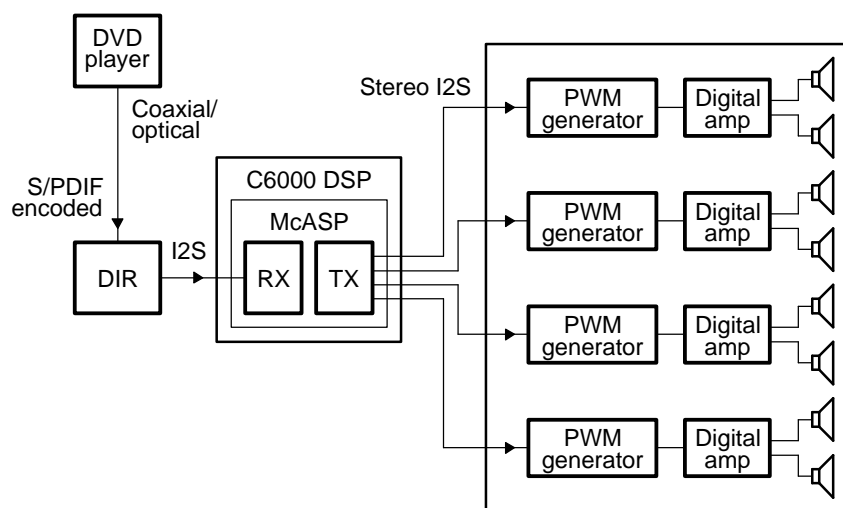 DVD
player
Coaxial/
optical
S/PDIF
encoded
DIR
I2S
C6000 DSP
McASP
RX
TX
Stereo I2S
PWM
generator
Digital
amp
PWM
generator
Digital
amp
PWM
generator
Digital
amp
PWM
generator
Digital
amp